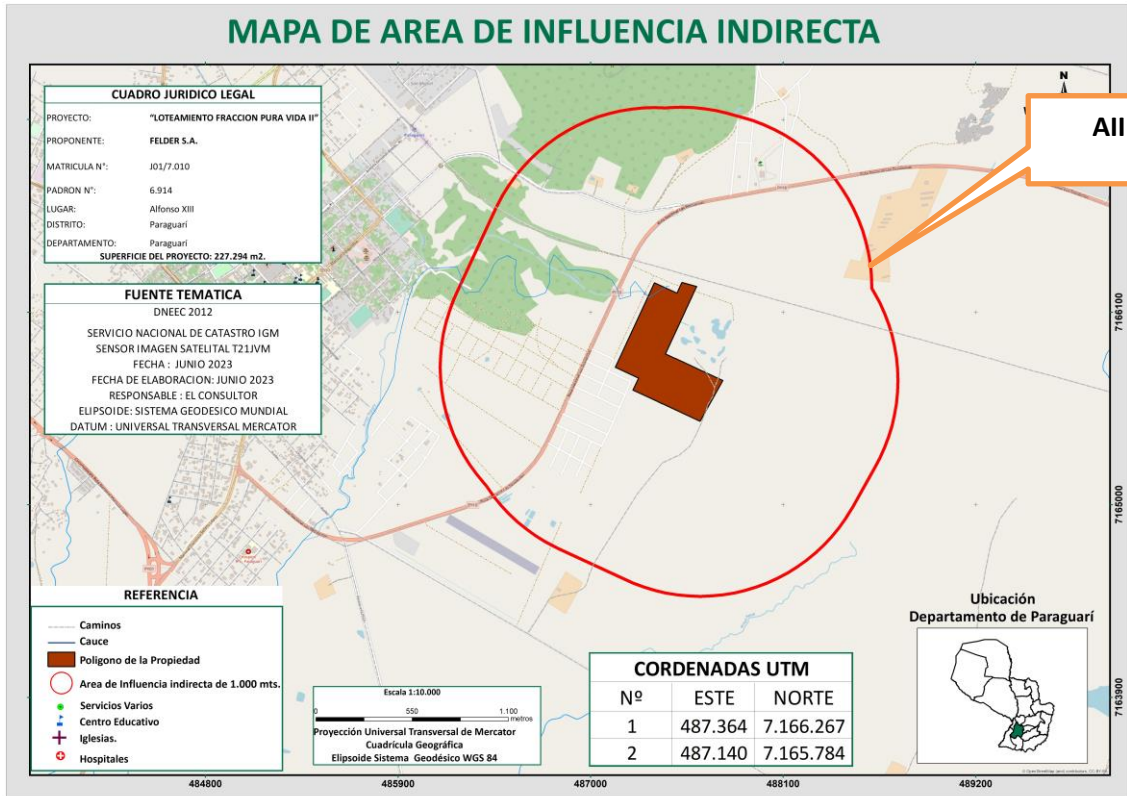 MAPA DE AREA DE INFLUENCIA INDIRECTA
CUADRO JURIDICO LEGAL
PROYECTO: "LOTEAMIENTO FRACCION PURA VIDA II"
PROPONENTE: FELDER S.A.
MATRICULA N°: J01/7.010
PADRON N°: 6.914
LUGAR: Alfonso XIII
DISTRITO: Paraguarí
DEPARTAMENTO: Paraguarí
SUPERFICIE DEL PROYECTO: 227.294 m2.
FUENTE TEMATICA
DNEEC 2012
SERVICIO NACIONAL DE CATASTRO IGM
SENSOR IMAGEN SATELITAL T21JVM
FECHA : JUNIO 2023
FECHA DE ELABORACION: JUNIO 2023
RESPONSABLE : EL CONSULTOR
ELIPSOIDE: SISTEMA GEODESICO MUNDIAL
DATUM : UNIVERSAL TRANSVERSAL MERCATOR
N
AII
7166100
7165000
7163900
REFERENCIA
Caminos
Cauce
Poligono de la Propiedad
Area de Influencia indirecta de 1.000 mts.
Servicios Varios
Centro Educativo
Iglesias.
Hospitales
Escala 1:10.000
0 550 1.100
metros
Proyección Universal Transversal de Mercator
Cuadrícula Geográfica
Elipsoide Sistema Geodésico WGS 84
CORDENADAS UTM
Nº ESTE NORTE
1 487.364 7.166.267
2 487.140 7.165.784
Ubicación
Departamento de Paraguarí
484800 485900 487000 488100 489200